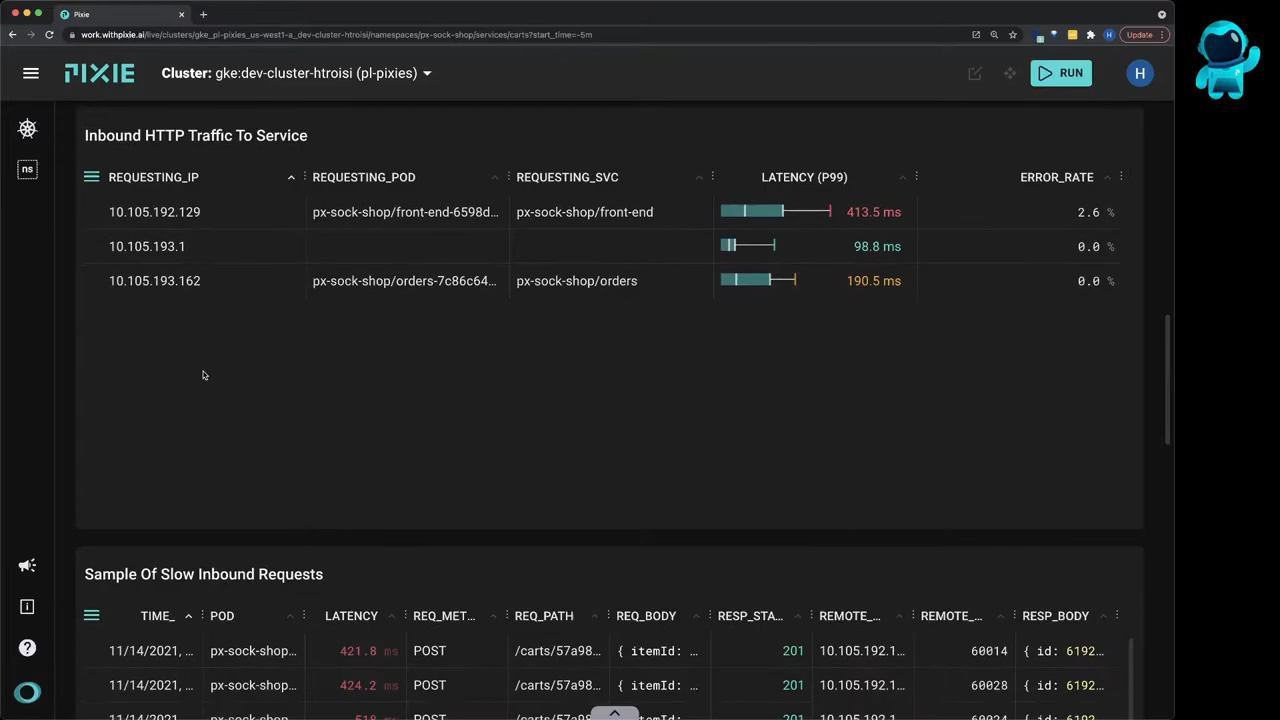 Pixie
work.withpixie.ai/live/clusters/gke_pl-pixies_us-west1-a_dev-cluster-htroisi/namespaces/px-sock-shop/services/carts?start_time=-5m
H
Update
PIXIE
Cluster: gke:dev-cluster-htroisi (pl-pixies)
RUN
H
ns
Inbound HTTP Traffic To Service
REQUESTING_IP REQUESTING_POD REQUESTING_SVC LATENCY (P99) ERROR_RATE
10.105.192.129 px-sock-shop/front-end-6598d... px-sock-shop/front-end 413.5 ms 2.6 %
10.105.193.1 98.8 ms 0.0 %
10.105.193.162 px-sock-shop/orders-7c86c64... px-sock-shop/orders 190.5 ms 0.0 %
Sample Of Slow Inbound Requests
TIME_ POD LATENCY REQ_MET... REQ_PATH REQ_BODY RESP_STA... REMOTE_... REMOTE_... RESP_BODY
11/14/2021, ... px-sock-shop... 421.8 ms POST /carts/57a98... { itemId: ... 201 10.105.192.1... 60014 { id: 6192...
11/14/2021, ... px-sock-shop... 424.2 ms POST /carts/57a98... { itemId: ... 201 10.105.192.1... 60028 { id: 6192...